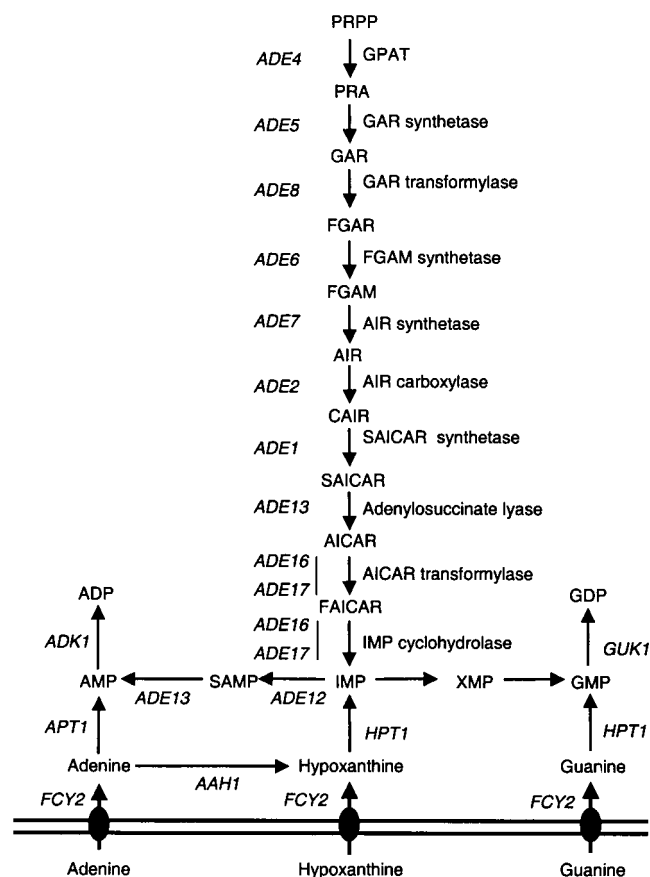 PRPP
ADE4 GPAT
PRA
ADE5 GAR synthetase
GAR
ADE8 GAR transformylase
FGAR
ADE6 FGAM synthetase
FGAM
ADE7 AIR synthetase
AIR
ADE2 AIR carboxylase
CAIR
ADE1 SAICAR synthetase
SAICAR
ADE13 Adenylosuccinate lyase
AICAR
ADE16
AICAR transformylase
ADE17
ADP FAICAR GDP
ADE16
ADK1 IMP cyclohydrolase GUK1
ADE17
AMP SAMP IMP XMP GMP
ADE13 ADE12
APT1 HPT1 HPT1
Adenine Hypoxanthine Guanine
AAH1
FCY2 FCY2 FCY2
Adenine Hypoxanthine Guanine